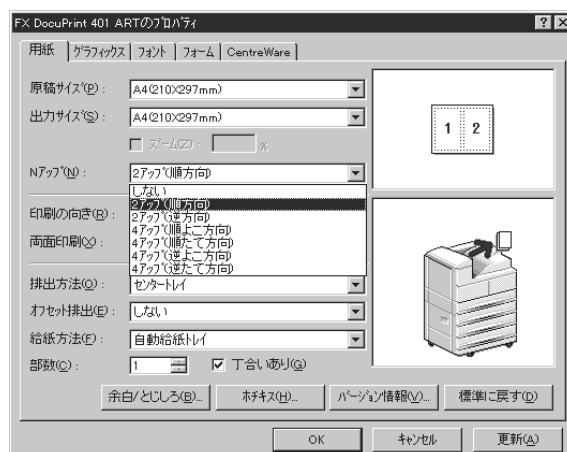 FX DocuPrint 401 ARTのﾌﾟﾛﾊﾟﾃｨ
用紙 ｸﾞﾗﾌｨｯｸｽ ﾌｫﾝﾄ ﾌｫｰﾑ CentreWare
原稿ｻｲｽﾞ(P): A4(210×297mm)
出力ｻｲｽﾞ(S): A4(210×297mm)
ｽﾞｰﾑ(Z): %
1 2
Nｱｯﾌﾟ(N): 2ｱｯﾌﾟ(順方向)
しない
2ｱｯﾌﾟ(順方向)
2ｱｯﾌﾟ(逆方向)
4ｱｯﾌﾟ(順よこ方向)
4ｱｯﾌﾟ(順たて方向)
4ｱｯﾌﾟ(逆よこ方向)
4ｱｯﾌﾟ(逆たて方向)
印刷の向き(R):
両面印刷(X):
排出方法(O): ｾﾝﾀｰﾄﾚｲ
ｵﾌｾｯﾄ排出(E): しない
給紙方法(F): 自動給紙ﾄﾚｲ
部数(C): 1 丁合いあり(G)
余白/とじしろ(B)... ﾎﾁｷｽ(H)... ﾊﾞｰｼﾞｮﾝ情報(V)... 標準に戻す(D)
OK ｷｬﾝｾﾙ 更新(A)